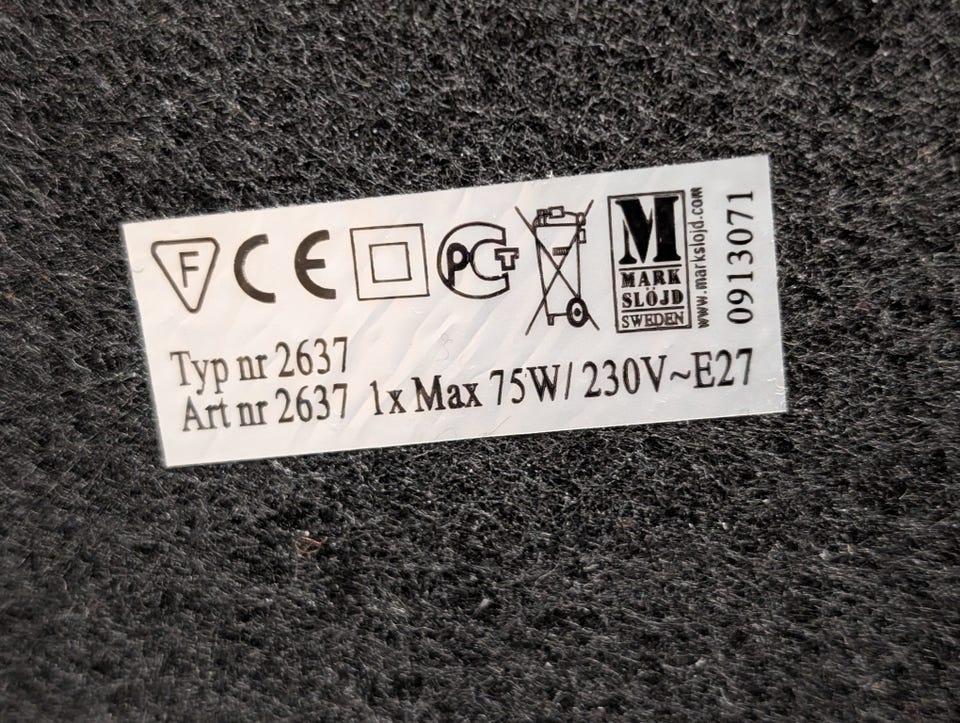 F CE PCT
M
MARK
SLÖJD
SWEDEN
www.markslojd.com
0913071
Typ nr 2637
Art nr 2637 1x Max 75W/ 230V~E27